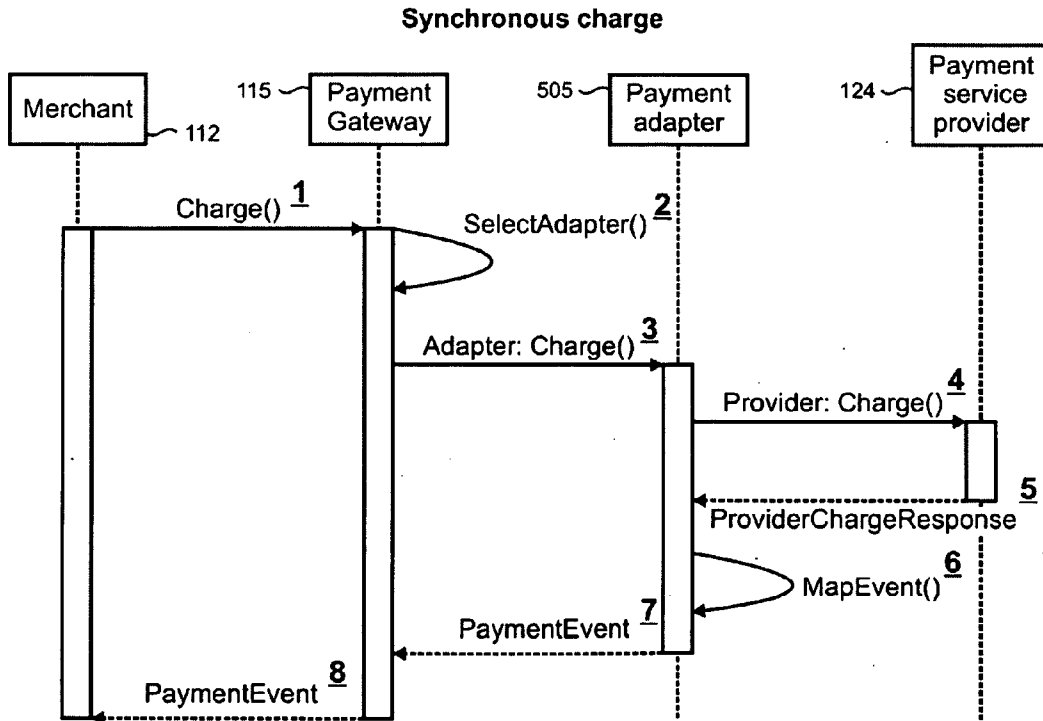 Synchronous charge
Merchant
112
115
Payment
Gateway
505
Payment
adapter
124
Payment
service
provider
Charge() 1
SelectAdapter() 2
Adapter: Charge() 3
Provider: Charge() 4
5
ProviderChargeResponse
MapEvent() 6
PaymentEvent 7
PaymentEvent 8